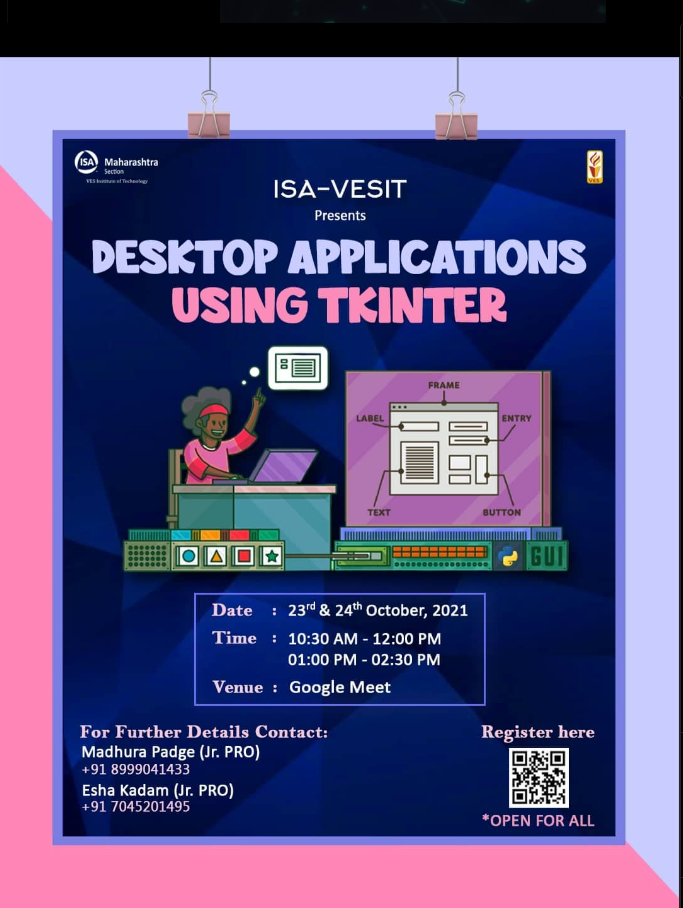 ISA
Maharashtra
Section
VES Institute of Technology
VES
ISA-VESIT
Presents
DESKTOP APPLICATIONS
USING TKINTER
FRAME
LABEL
ENTRY
TEXT
BUTTON
GUI
Date : 23rd & 24th October, 2021
Time : 10:30 AM - 12:00 PM
01:00 PM - 02:30 PM
Venue : Google Meet
For Further Details Contact:
Madhura Padge (Jr. PRO)
+91 8999041433
Esha Kadam (Jr. PRO)
+91 7045201495
Register here
*OPEN FOR ALL